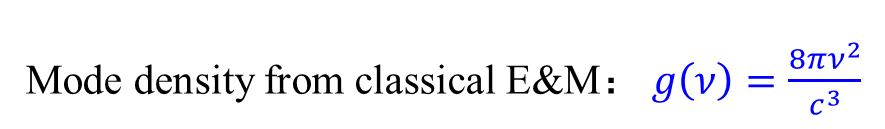 Mode density from classical E&M： g(ν) = 8πν²/c³